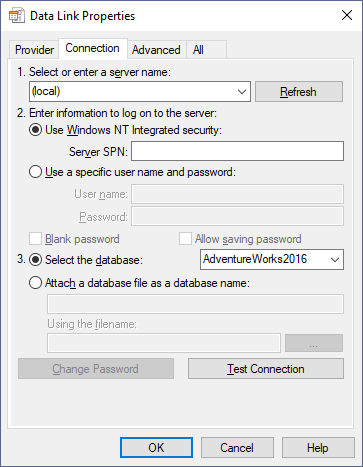 Data Link Properties
Provider Connection Advanced All
1. Select or enter a server name:
(local) Refresh
2. Enter information to log on to the server:
Use Windows NT Integrated security:
Server SPN:
Use a specific user name and password:
User name:
Password:
Blank password Allow saving password
3. Select the database: AdventureWorks2016
Attach a database file as a database name:
Using the filename:
...
Change Password Test Connection
OK Cancel Help